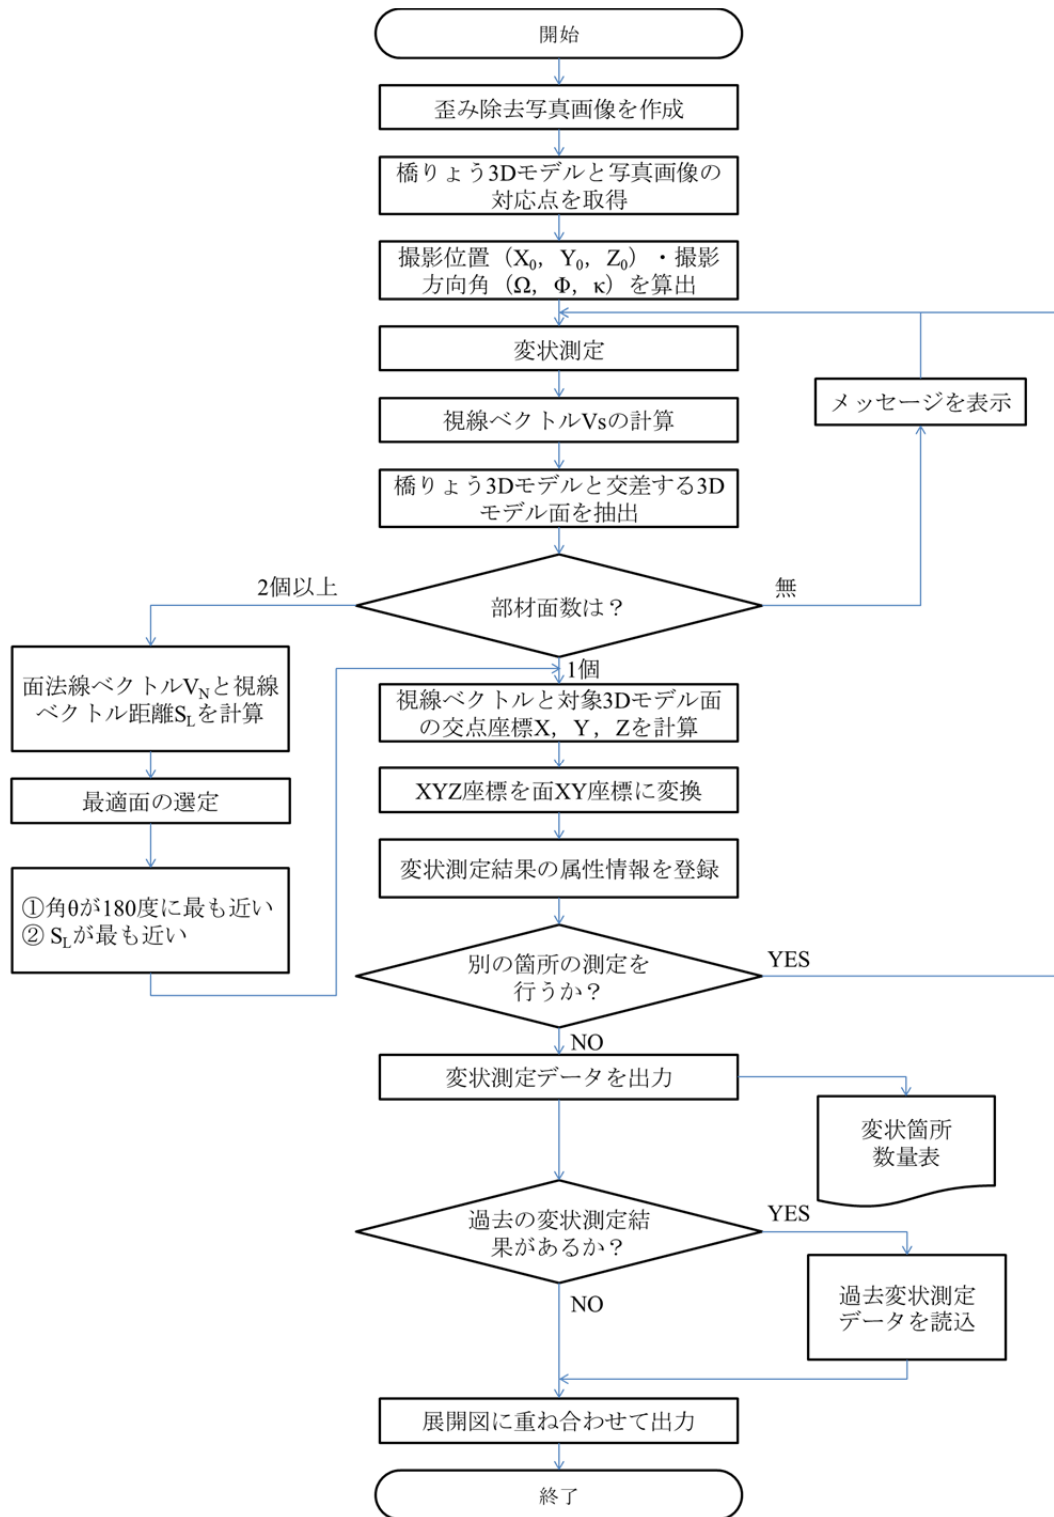 開始
歪み除去写真画像を作成
橋りょう3Dモデルと写真画像の
対応点を取得
撮影位置（X₀，Y₀，Z₀）・撮影
方向角（Ω，Φ，κ）を算出
変状測定
メッセージを表示
視線ベクトルVsの計算
橋りょう3Dモデルと交差する3D
モデル面を抽出
2個以上
部材面数は？
無
1個
面法線ベクトルV_Nと視線
ベクトル距離S_Lを計算
視線ベクトルと対象3Dモデル面
の交点座標X，Y，Zを計算
最適面の選定
XYZ座標を面XY座標に変換
①角θが180度に最も近い
② S_Lが最も近い
変状測定結果の属性情報を登録
別の箇所の測定を
行うか？
YES
NO
変状測定データを出力
変状箇所
数量表
過去の変状測定結
果があるか？
YES
NO
過去変状測定
データを読込
展開図に重ね合わせて出力
終了